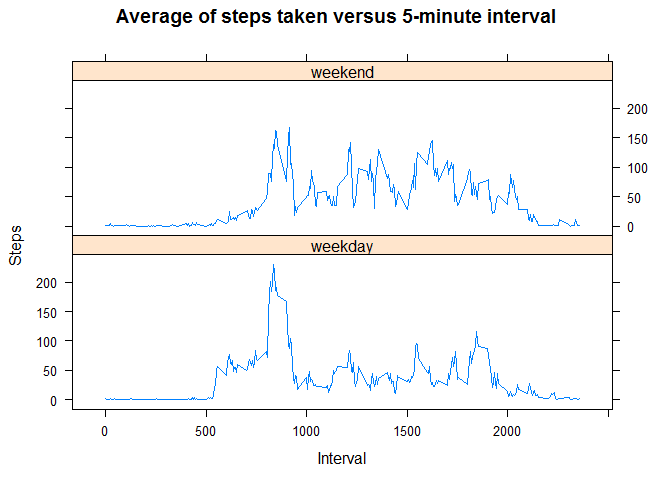 Average of steps taken versus 5-minute interval
weekend
200
150
100
50
0
weekday
200
150
100
50
0
Steps
0 500 1000 1500 2000
Interval